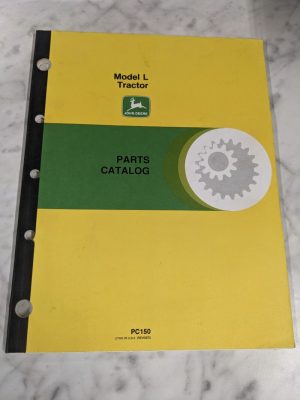 Model L
Tractor
JOHN DEERE
PARTS
CATALOG
PC150